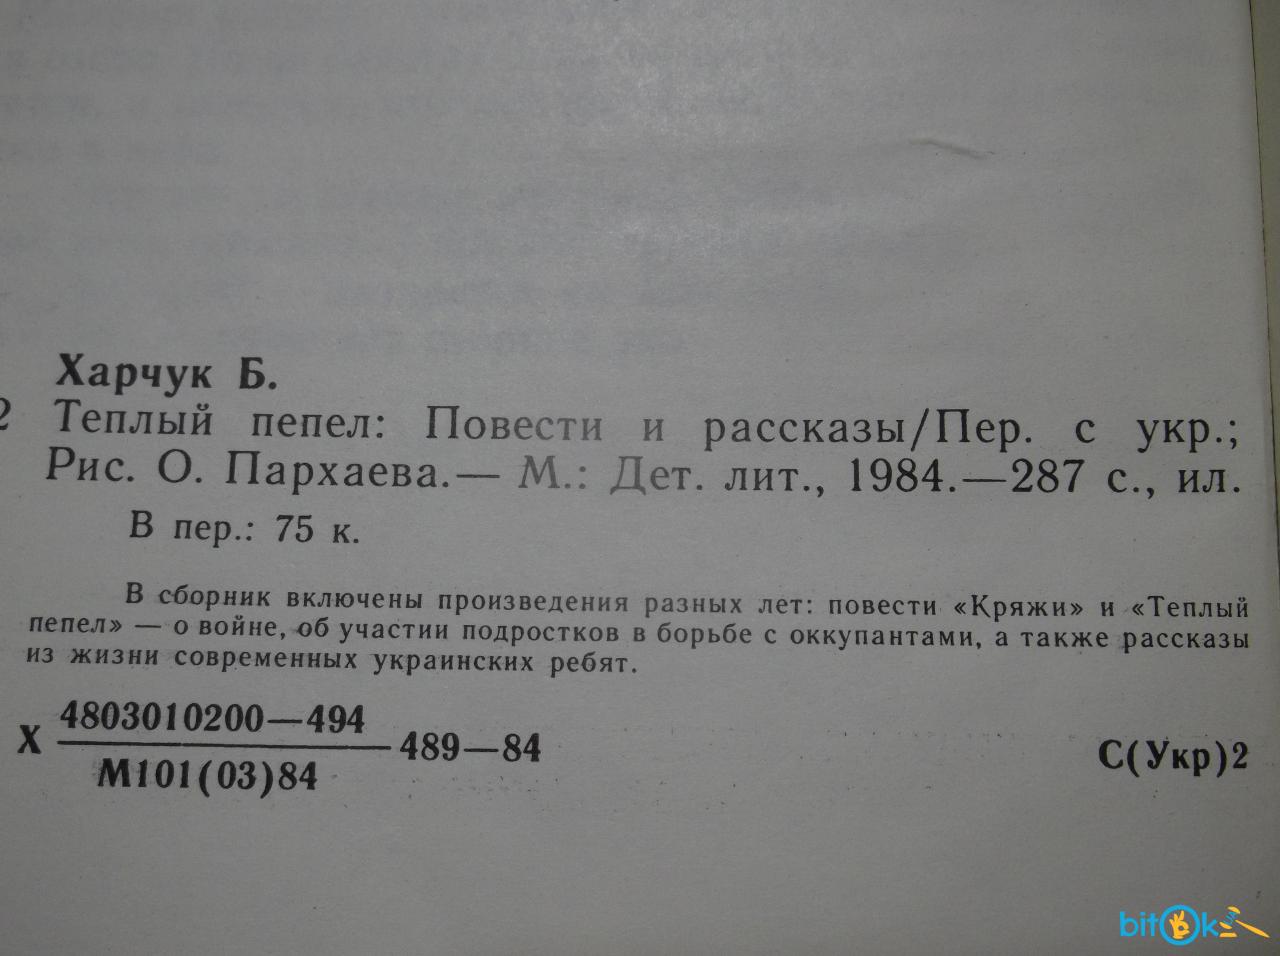 Харчук Б.
2 Теплый пепел: Повести и рассказы/Пер. с укр.;
Рис. О. Пархаева.— М.: Дет. лит., 1984.—287 с., ил.
В пер.: 75 к.
В сборник включены произведения разных лет: повести «Кряжи» и «Теплый
пепел» — о войне, об участии подростков в борьбе с оккупантами, а также рассказы
из жизни современных украинских ребят.
Х 4803010200—494 489—84 С(Укр)2
М101(03)84
bitOk